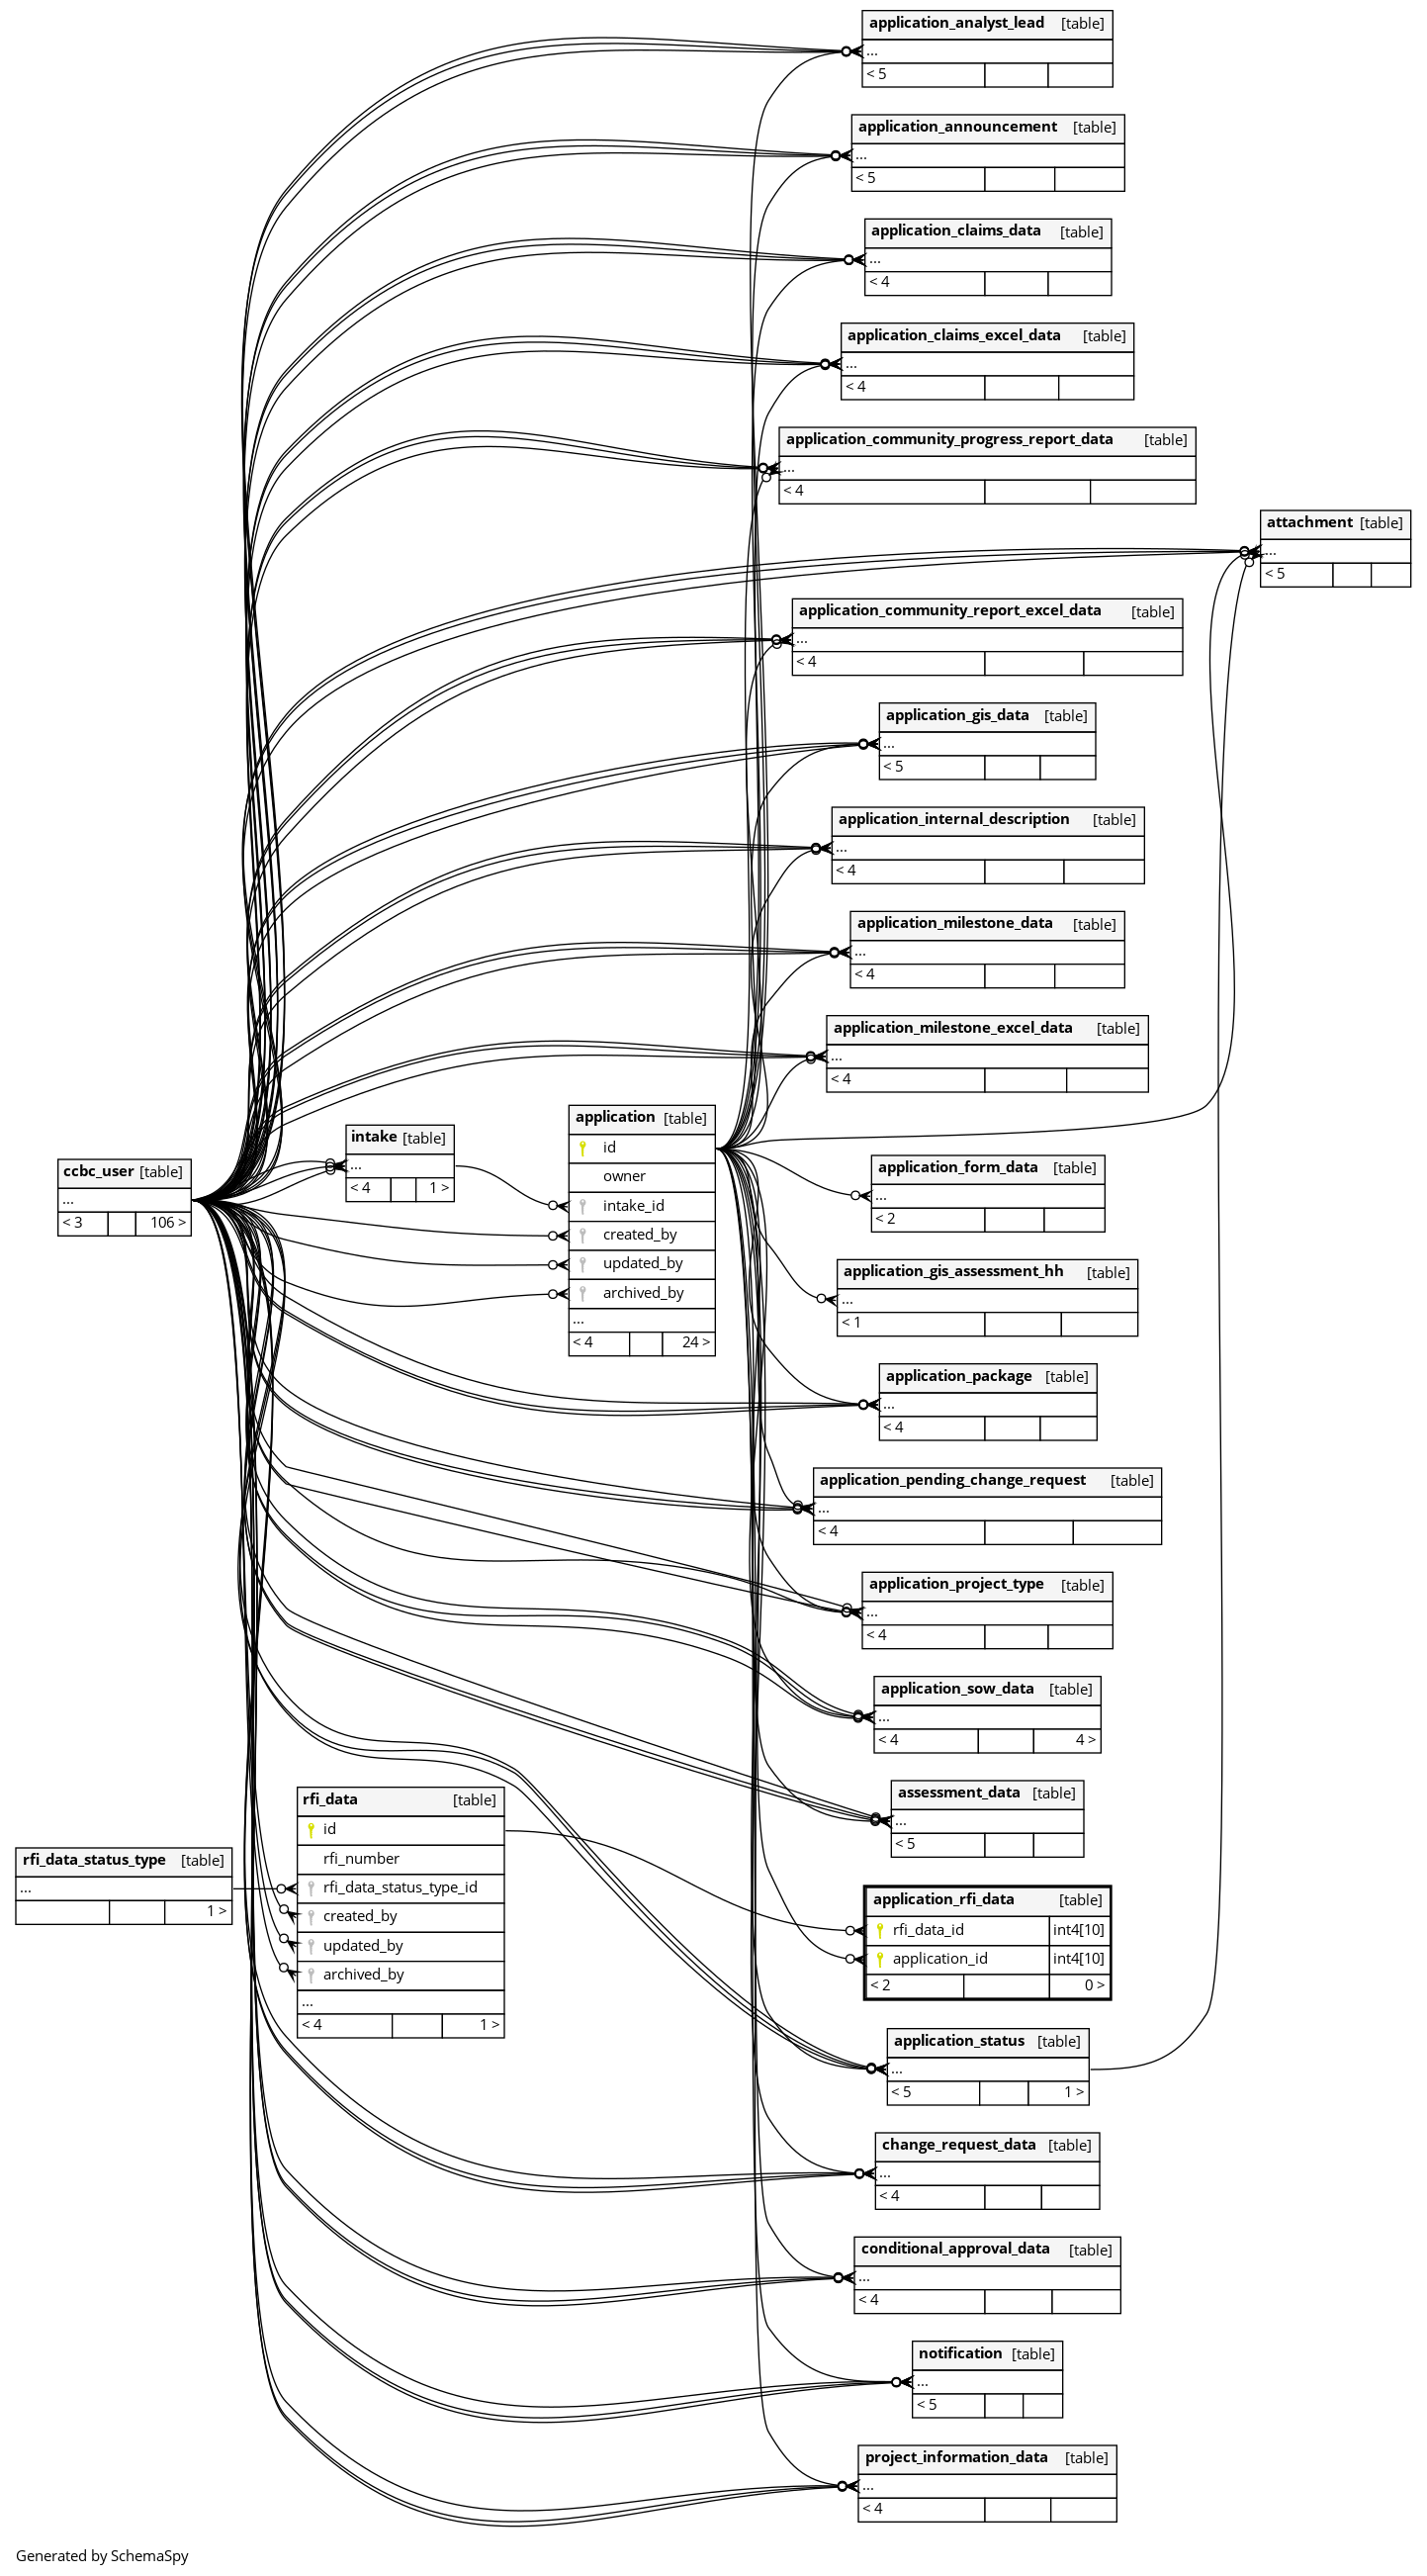 application_analyst_lead [table]
...
< 5
application_announcement [table]
...
< 5
application_claims_data [table]
...
< 4
application_claims_excel_data [table]
...
< 4
application_community_progress_report_data [table]
...
< 4
attachment [table]
...
< 5
application_community_report_excel_data [table]
...
< 4
application_gis_data [table]
...
< 5
application_internal_description [table]
...
< 4
application_milestone_data [table]
...
< 4
application_milestone_excel_data [table]
...
< 4
ccbc_user [table]
...
< 3 106 >
intake [table]
...
< 4 1 >
application [table]
id
owner
intake_id
created_by
updated_by
archived_by
...
< 4 24 >
application_form_data [table]
...
< 2
application_gis_assessment_hh [table]
...
< 1
application_package [table]
...
< 4
application_pending_change_request [table]
...
< 4
application_project_type [table]
...
< 4
application_sow_data [table]
...
< 4 4 >
assessment_data [table]
...
< 5
rfi_data_status_type [table]
...
1 >
rfi_data [table]
id
rfi_number
rfi_data_status_type_id
created_by
updated_by
archived_by
...
< 4 1 >
application_rfi_data [table]
rfi_data_id int4[10]
application_id int4[10]
< 2 0 >
application_status [table]
...
< 5 1 >
change_request_data [table]
...
< 4
conditional_approval_data [table]
...
< 4
notification [table]
...
< 5
project_information_data [table]
...
< 4
Generated by SchemaSpy